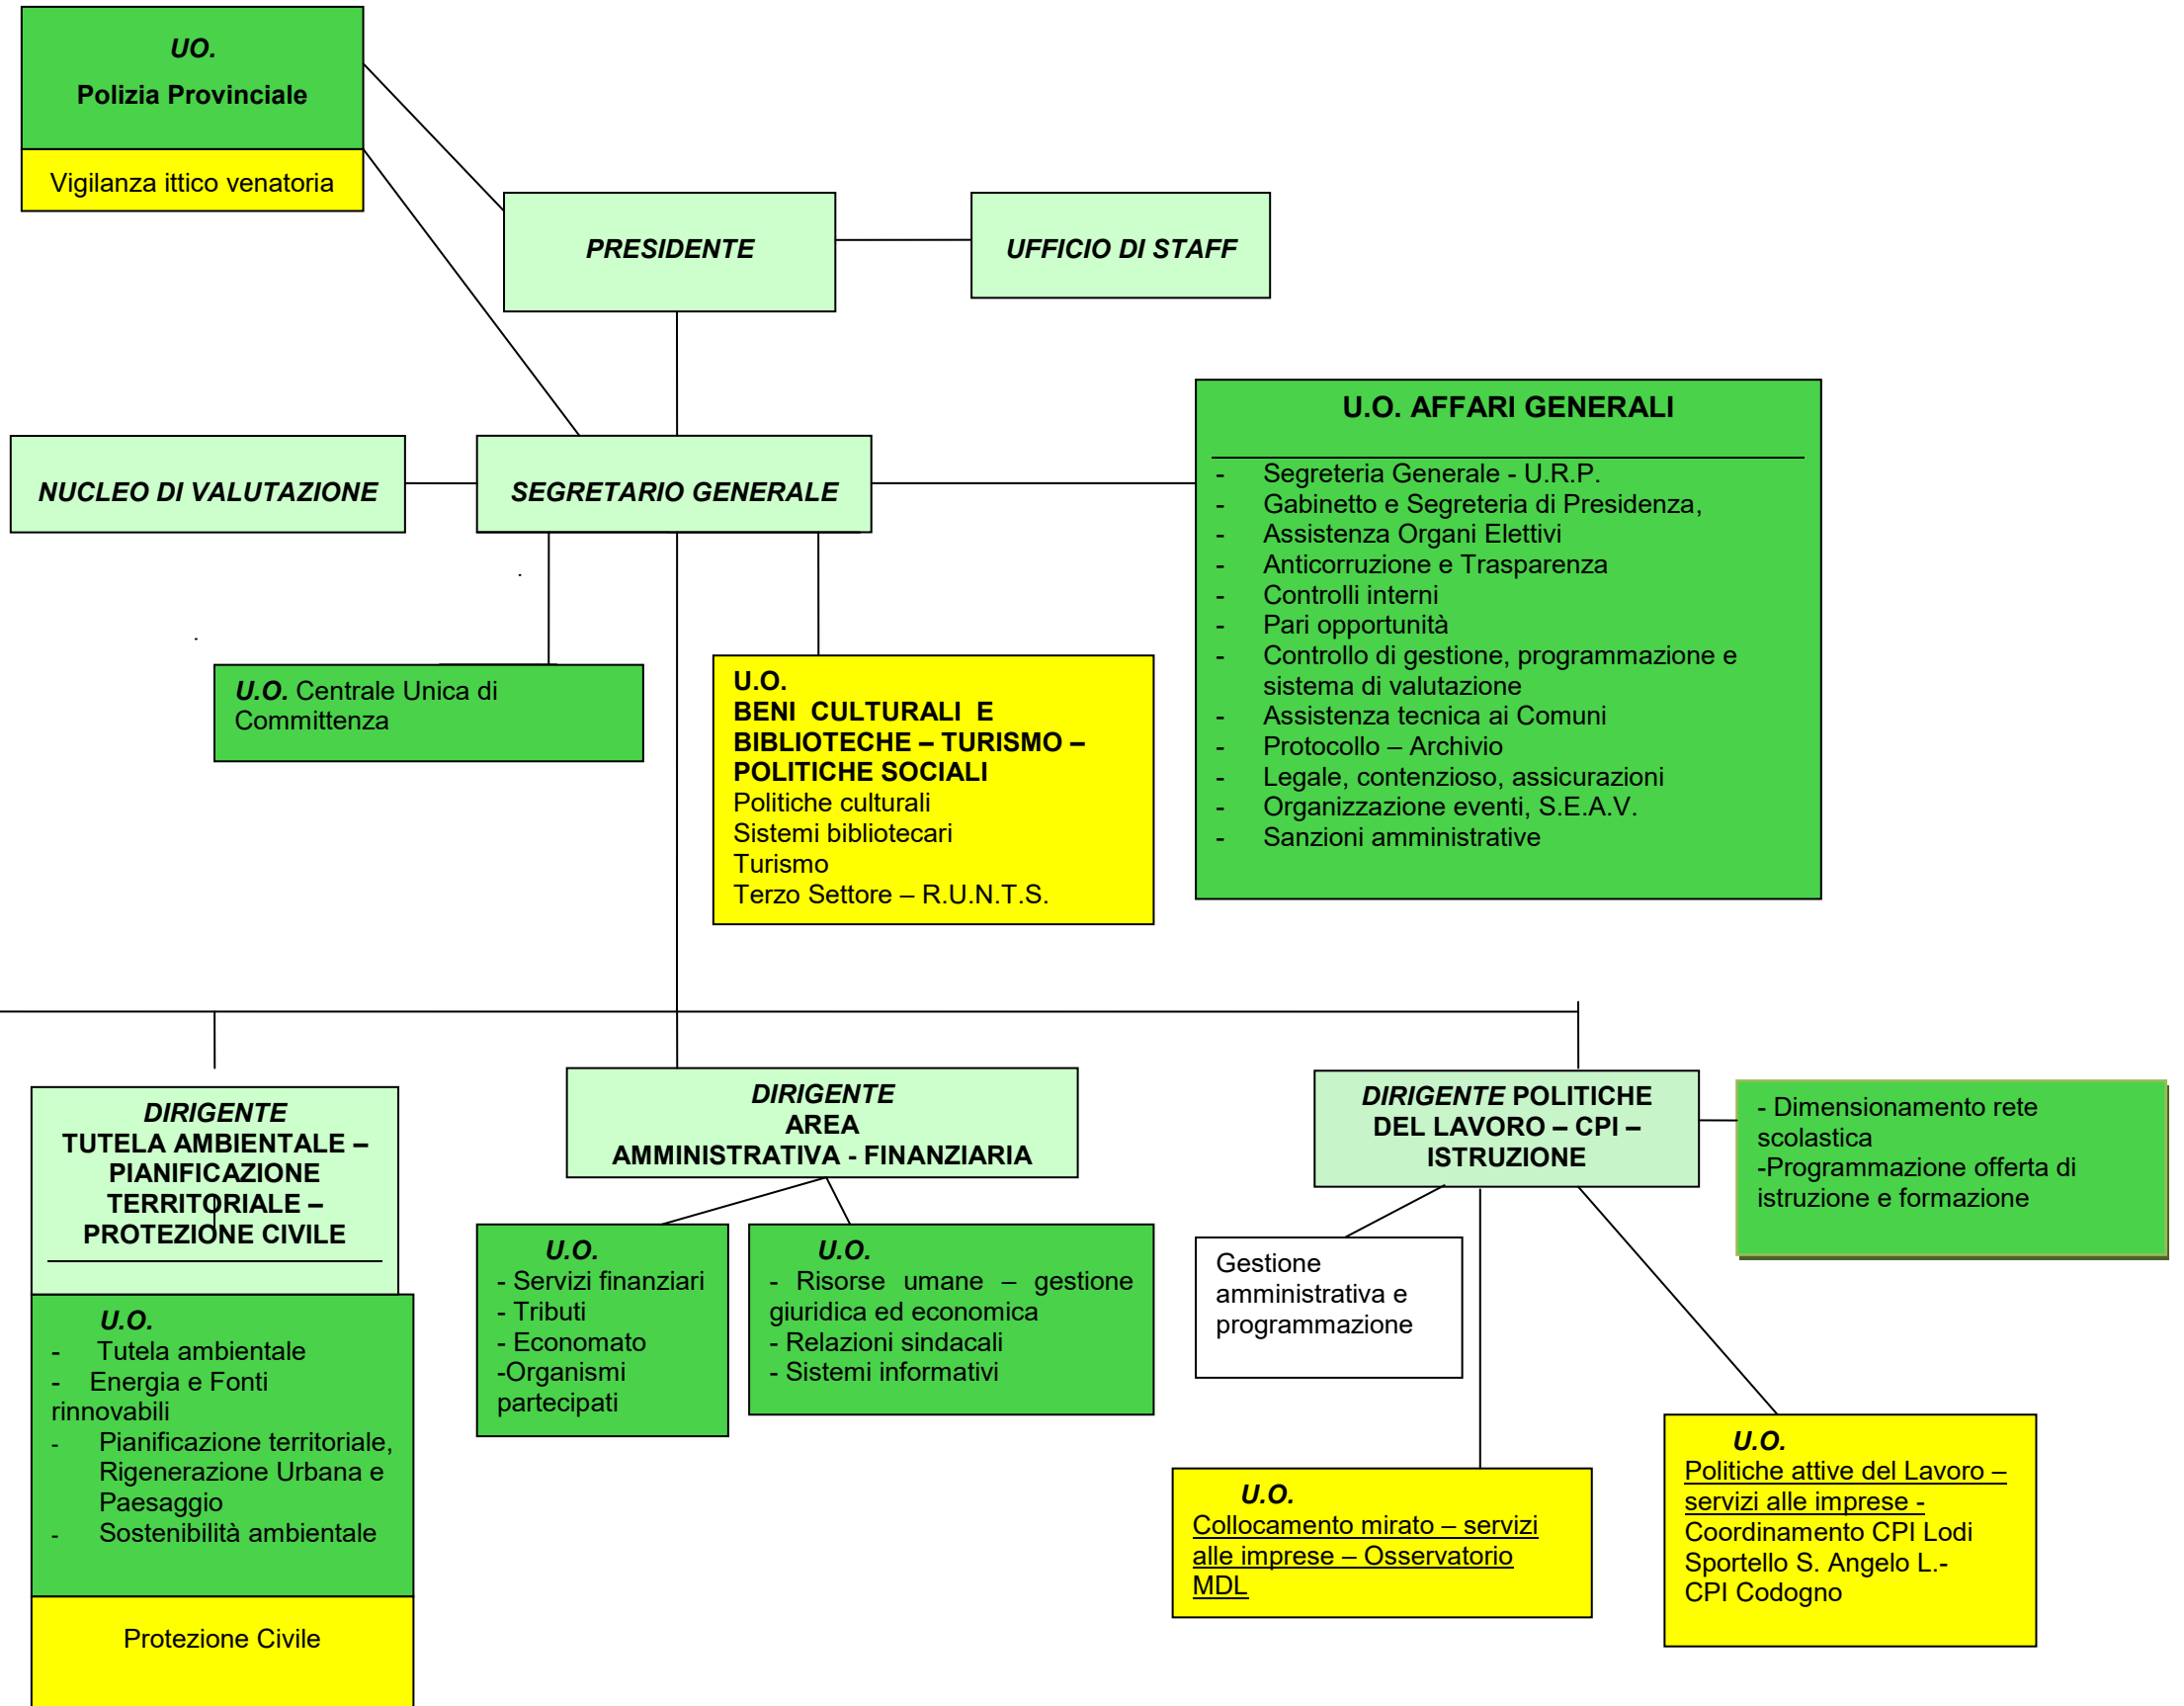 UO.
Polizia Provinciale
Vigilanza ittico venatoria
PRESIDENTE
UFFICIO DI STAFF
NUCLEO DI VALUTAZIONE
SEGRETARIO GENERALE
U.O. AFFARI GENERALI
- Segreteria Generale - U.R.P.
- Gabinetto e Segreteria di Presidenza,
- Assistenza Organi Elettivi
- Anticorruzione e Trasparenza
- Controlli interni
- Pari opportunità
- Controllo di gestione, programmazione e
sistema di valutazione
- Assistenza tecnica ai Comuni
- Protocollo – Archivio
- Legale, contenzioso, assicurazioni
- Organizzazione eventi, S.E.A.V.
- Sanzioni amministrative
U.O. Centrale Unica di
Committenza
U.O.
BENI CULTURALI E
BIBLIOTECHE – TURISMO –
POLITICHE SOCIALI
Politiche culturali
Sistemi bibliotecari
Turismo
Terzo Settore – R.U.N.T.S.
DIRIGENTE
TUTELA AMBIENTALE –
PIANIFICAZIONE
TERRITORIALE –
PROTEZIONE CIVILE
U.O.
- Tutela ambientale
- Energia e Fonti
rinnovabili
- Pianificazione territoriale,
Rigenerazione Urbana e
Paesaggio
- Sostenibilità ambientale
Protezione Civile
DIRIGENTE
AREA
AMMINISTRATIVA - FINANZIARIA
U.O.
- Servizi finanziari
- Tributi
- Economato
-Organismi
partecipati
U.O.
- Risorse umane – gestione
giuridica ed economica
- Relazioni sindacali
- Sistemi informativi
DIRIGENTE POLITICHE
DEL LAVORO – CPI –
ISTRUZIONE
- Dimensionamento rete
scolastica
-Programmazione offerta di
istruzione e formazione
Gestione
amministrativa e
programmazione
U.O.
Collocamento mirato – servizi
alle imprese – Osservatorio
MDL
U.O.
Politiche attive del Lavoro –
servizi alle imprese -
Coordinamento CPI Lodi
Sportello S. Angelo L.-
CPI Codogno